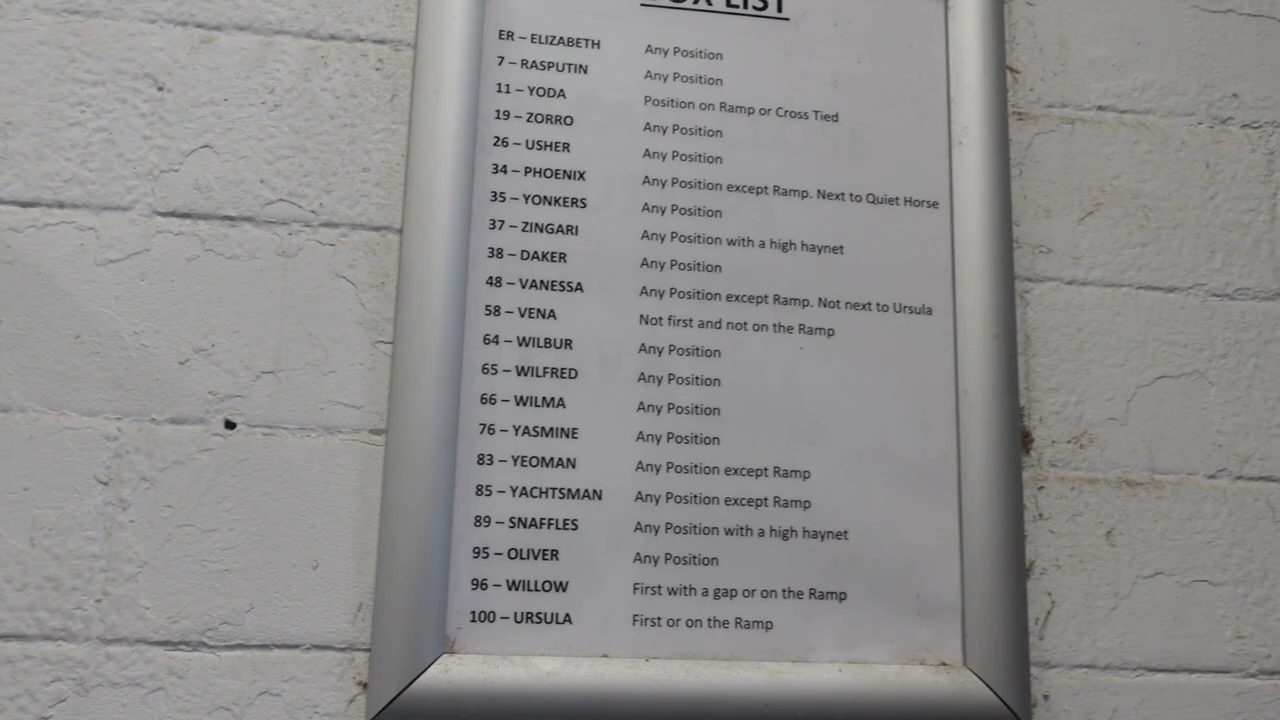 LIST
ER – ELIZABETH Any Position
7 – RASPUTIN Any Position
11 – YODA Position on Ramp or Cross Tied
19 – ZORRO Any Position
26 – USHER Any Position
34 – PHOENIX Any Position except Ramp. Next to Quiet Horse
35 – YONKERS Any Position
37 – ZINGARI Any Position with a high haynet
38 – DAKER Any Position
48 – VANESSA Any Position except Ramp. Not next to Ursula
58 – VENA Not first and not on the Ramp
64 – WILBUR Any Position
65 – WILFRED Any Position
66 – WILMA Any Position
76 – YASMINE Any Position
83 – YEOMAN Any Position except Ramp
85 – YACHTSMAN Any Position except Ramp
89 – SNAFFLES Any Position with a high haynet
95 – OLIVER Any Position
96 – WILLOW First with a gap or on the Ramp
100 – URSULA First or on the Ramp